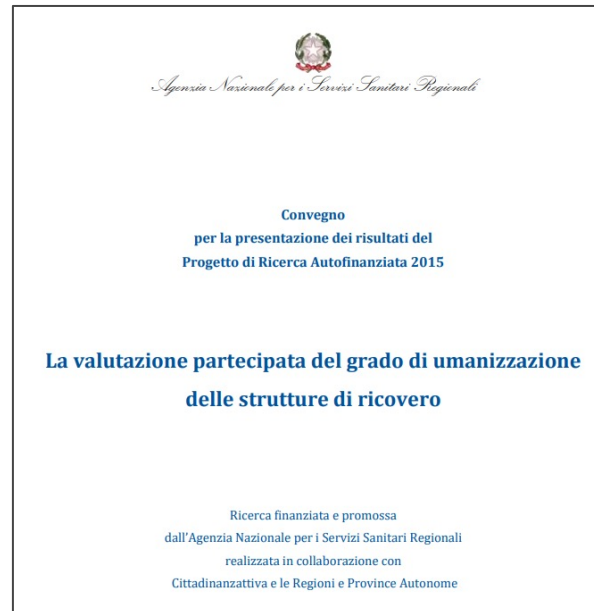 Agenzia Nazionale per i Servizi Sanitari Regionali
Convegno
per la presentazione dei risultati del
Progetto di Ricerca Autofinanziata 2015
La valutazione partecipata del grado di umanizzazione
delle strutture di ricovero
Ricerca finanziata e promossa
dall'Agenzia Nazionale per i Servizi Sanitari Regionali
realizzata in collaborazione con
Cittadinanzattiva e le Regioni e Province Autonome